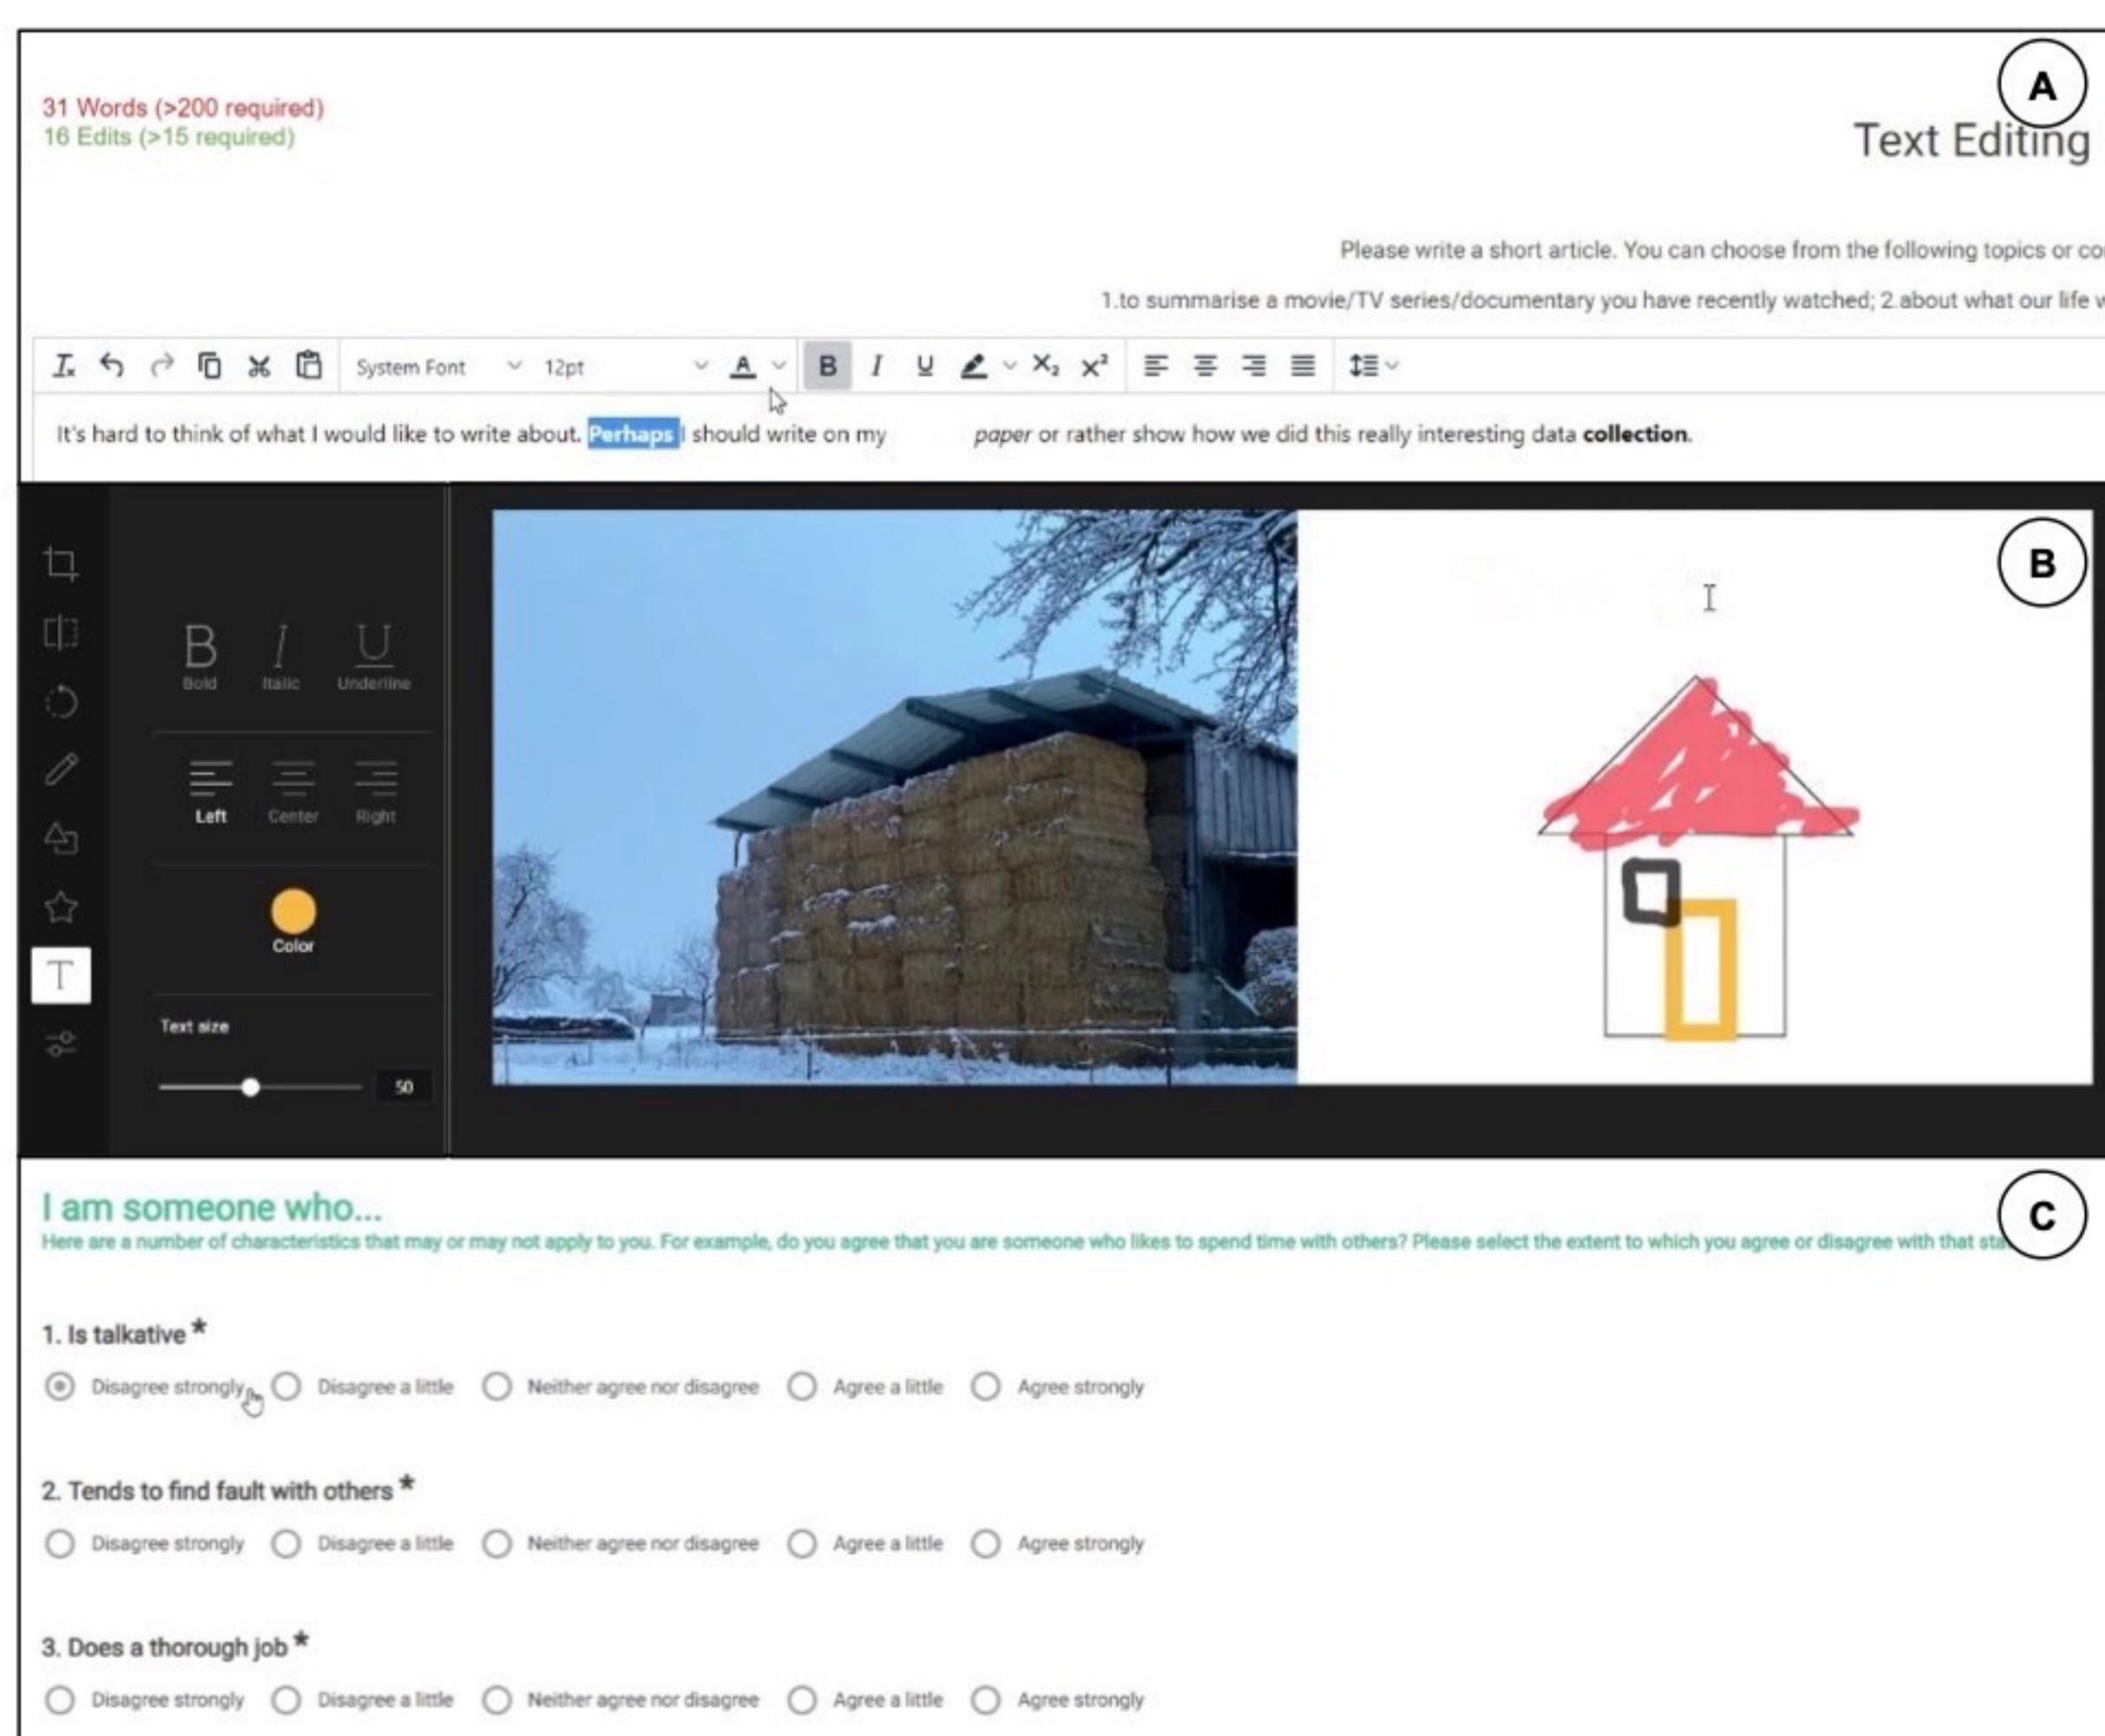 A
31 Words (>200 required)
16 Edits (>15 required)
Text Editing
Please write a short article. You can choose from the following topics or co
1.to summarise a movie/TV series/documentary you have recently watched; 2.about what our life w
System Font 12pt A B I U X₂ X²
It's hard to think of what I would like to write about. Perhaps I should write on my paper or rather show how we did this really interesting data collection.
B
B I U
Bold Italic Underline
Left Center Right
Color
T
Text size
50
C
I am someone who...
Here are a number of characteristics that may or may not apply to you. For example, do you agree that you are someone who likes to spend time with others? Please select the extent to which you agree or disagree with that sta
1. Is talkative *
Disagree strongly Disagree a little Neither agree nor disagree Agree a little Agree strongly
2. Tends to find fault with others *
Disagree strongly Disagree a little Neither agree nor disagree Agree a little Agree strongly
3. Does a thorough job *
Disagree strongly Disagree a little Neither agree nor disagree Agree a little Agree strongly